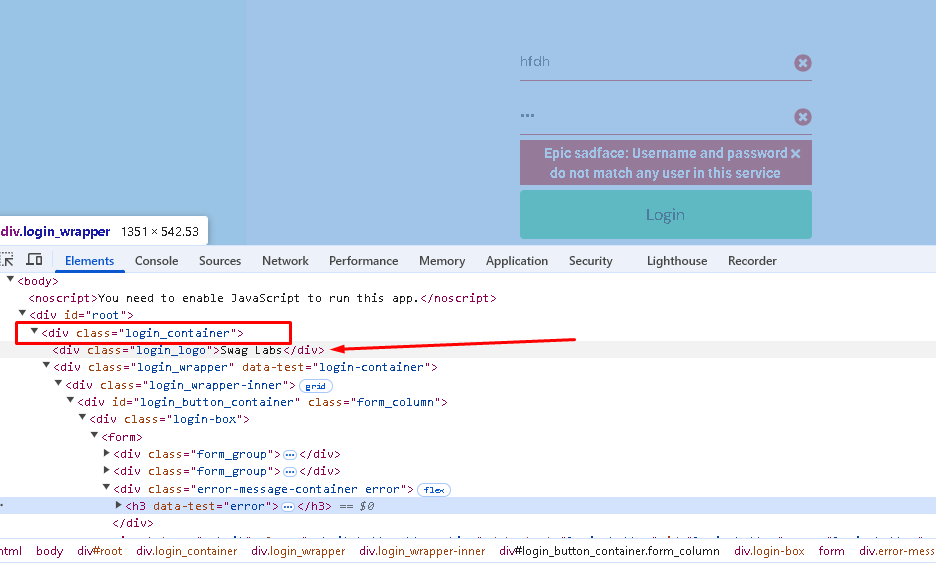 hfdh
Epic sadface: Username and password
do not match any user in this service
Login
div.login_wrapper 1351 × 542.53
Elements Console Sources Network Performance Memory Application Security Lighthouse Recorder
<body>
<noscript>You need to enable JavaScript to run this app.</noscript>
<div id="root">
<div class="login_container">
<div class="login_logo">Swag Labs</div>
<div class="login_wrapper" data-test="login-container">
<div class="login_wrapper-inner"> grid
<div id="login_button_container" class="form_column">
<div class="login-box">
<form>
<div class="form_group">…</div>
<div class="form_group">…</div>
<div class="error-message-container error"> flex
<h3 data-test="error">…</h3> == $0
</div>
html body div#root div.login_container div.login_wrapper div.login_wrapper-inner div#login_button_container.form_column div.login-box form div.error-mess